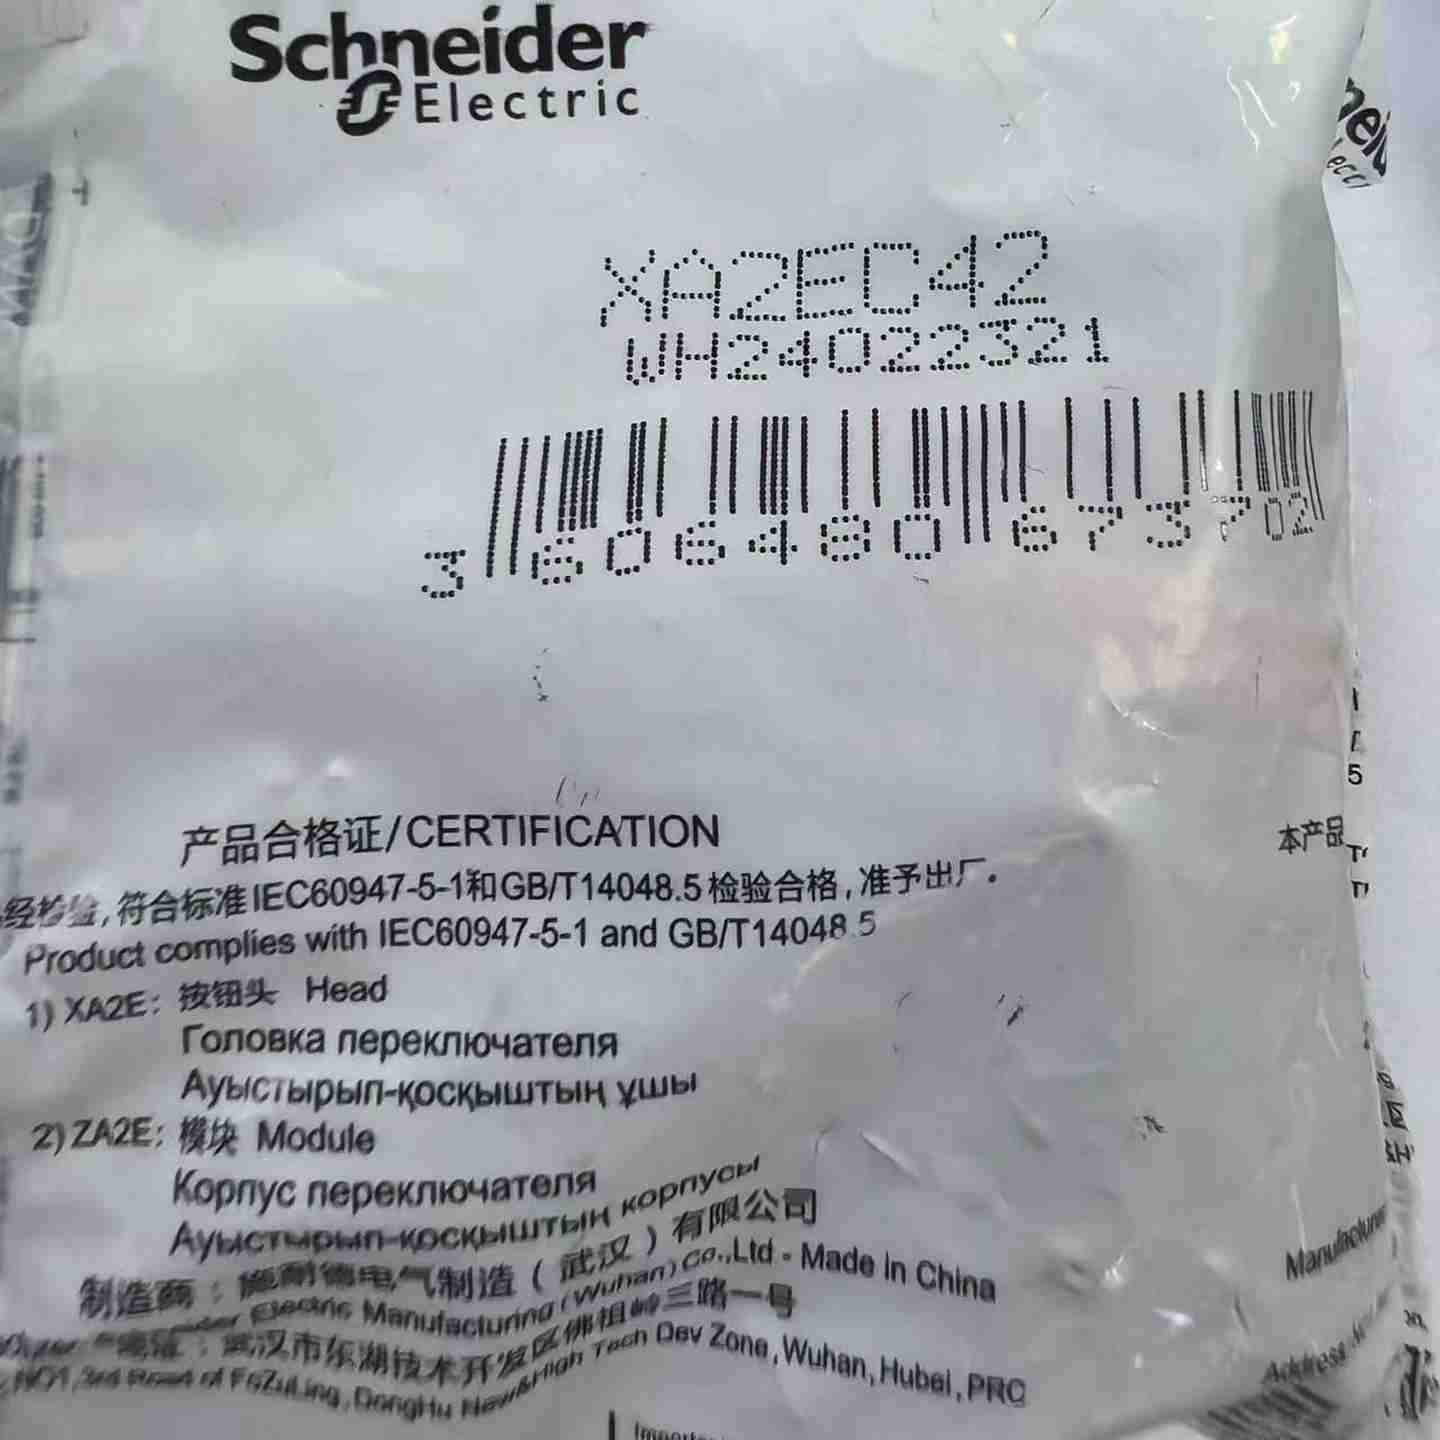 Schneider
Electric
XA2ED42
WH24022321
3 606480 673702
产品合格证/CERTIFICATION
经检验,符合标准IEC60947-5-1和GB/T14048.5检验合格,准予出厂。
Product complies with IEC60947-5-1 and GB/T14048.5
1) XA2E: 按钮头 Head
Головка переключателя
Ауыстырып-қосқыштың ұшы
2) ZA2E: 模块 Module
Корпус переключателя
Ауыстырып-қосқыштың корпусы
制造商:施耐德电气制造(武汉)有限公司
Electric Manufacturing (Wuhan) Co.,Ltd. Made in China
武汉市东湖技术开发区佛祖岭三路一号
NO1,3rd Road of FoZuLing, DongHu New&High Tech Dev Zone, Wuhan, Hubei, PRC
本产品
5